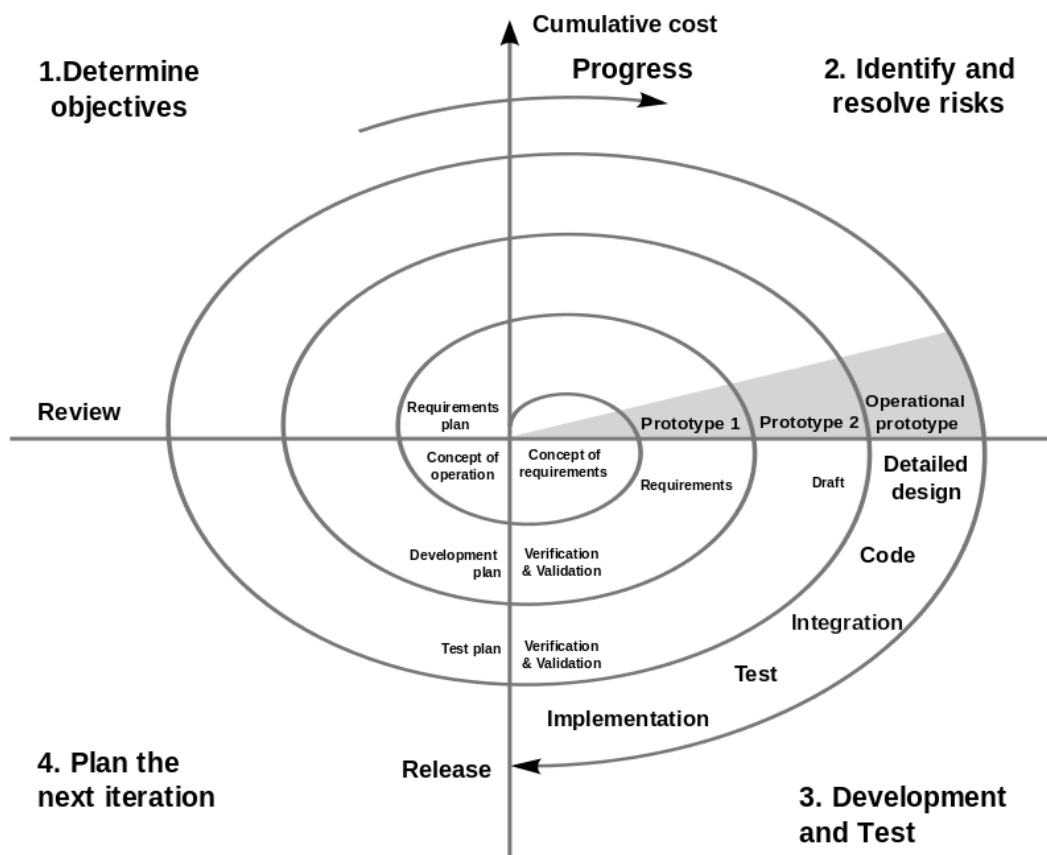 Cumulative cost
Progress
1.Determine
objectives
2. Identify and
resolve risks
Review
Requirements
plan
Prototype 1
Prototype 2
Operational
prototype
Concept of
operation
Concept of
requirements
Requirements
Draft
Detailed
design
Development
plan
Verification
& Validation
Code
Integration
Test plan
Verification
& Validation
Test
Implementation
Release
4. Plan the
next iteration
3. Development
and Test